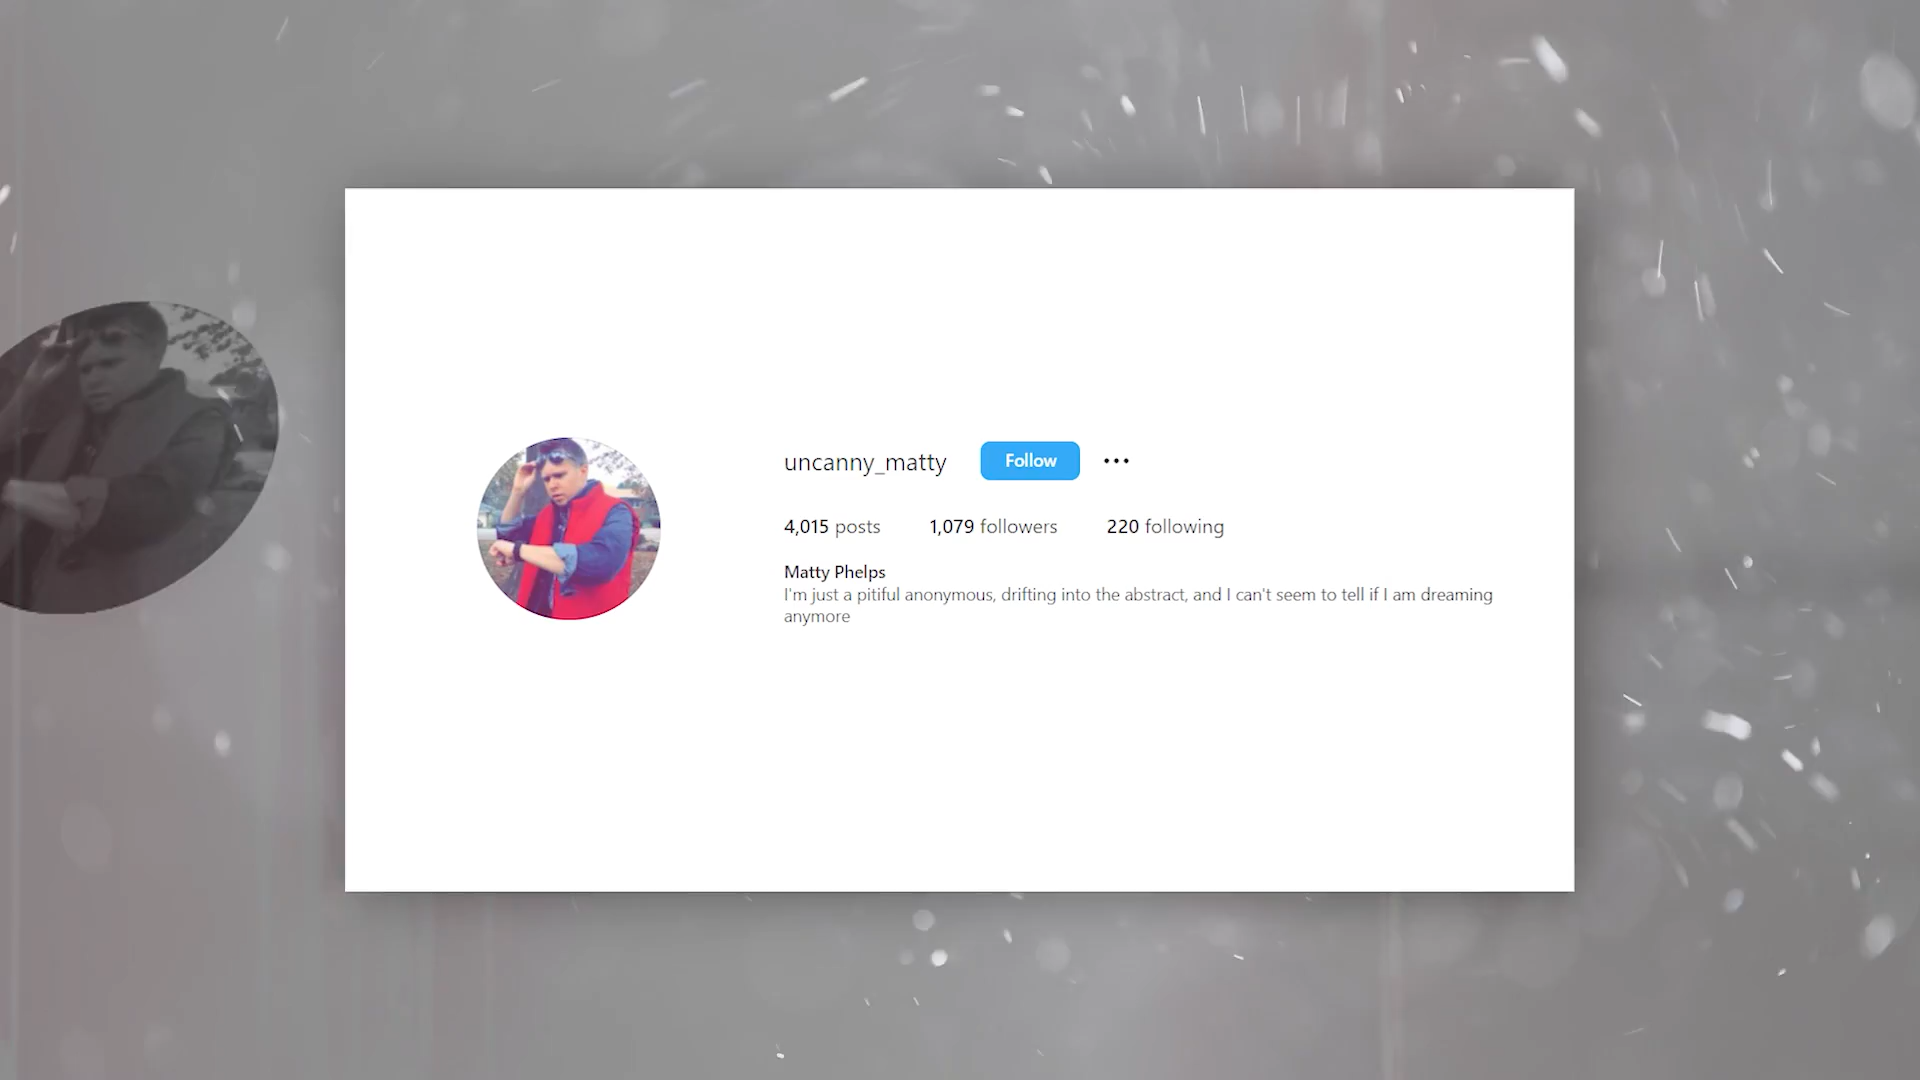 uncanny_matty Follow ...
4,015 posts 1,079 followers 220 following
Matty Phelps
I'm just a pitiful anonymous, drifting into the abstract, and I can't seem to tell if I am dreaming
anymore